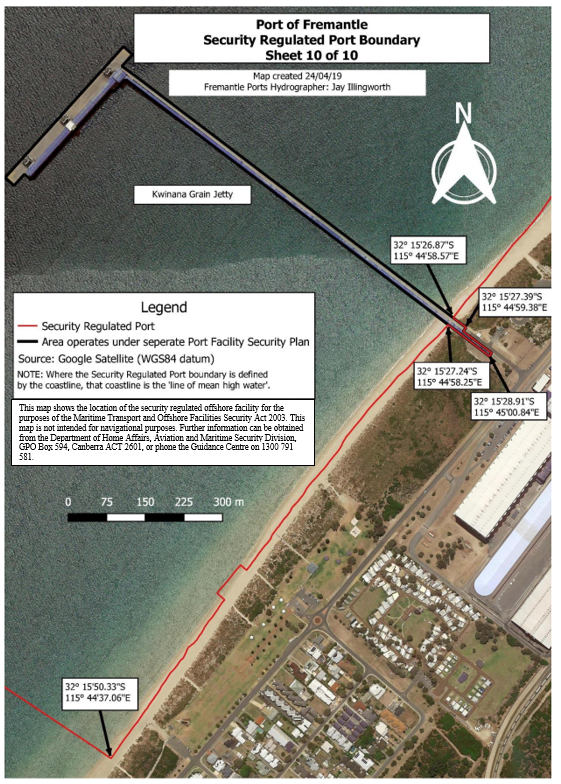 Port of Fremantle
Security Regulated Port Boundary
Sheet 10 of 10
Map created 24/04/19
Fremantle Ports Hydrographer: Jay Illingworth
N
Kwinana Grain Jetty
32° 15'26.87"S
115° 44'58.57"E
32° 15'27.39"S
115° 44'59.38"E
Legend
Security Regulated Port
Area operates under seperate Port Facility Security Plan
Source: Google Satellite (WGS84 datum)
NOTE: Where the Security Regulated Port boundary is defined
by the coastline, that coastline is the 'line of mean high water'.
32° 15'27.24"S
115° 44'58.25"E
32° 15'28.91"S
115° 45'00.84"E
This map shows the location of the security regulated offshore facility for the
purposes of the Maritime Transport and Offshore Facilities Security Act 2003. This
map is not intended for navigational purposes. Further information can be obtained
from the Department of Home Affairs, Aviation and Maritime Security Division,
GPO Box 594, Canberra ACT 2601, or phone the Guidance Centre on 1300 791
581.
0 75 150 225 300 m
32° 15'50.33"S
115° 44'37.06"E